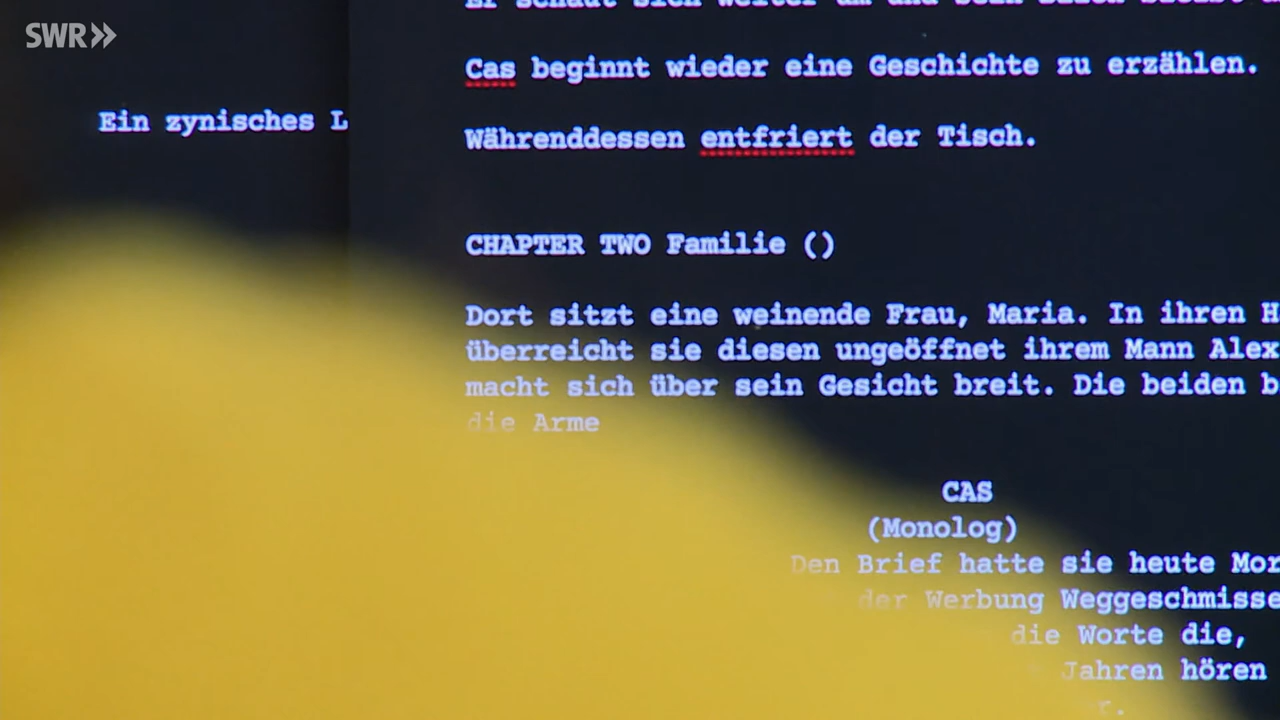 SWR
Ein zynisches
Cas beginnt wieder eine Geschichte zu erzählen.
Währenddessen entfriert der Tisch.
CHAPTER TWO Familie ()
Dort sitzt eine weinende Frau, Maria. In ihren
überreicht sie diesen ungeöffnet ihrem Mann Alex
macht sich über sein Gesicht breit. Die beiden
die Arme
CAS
(Monolog)
Den Brief hatte sie heute
der Werbung Weggeschmisse
die Worte die,
Jahren hören